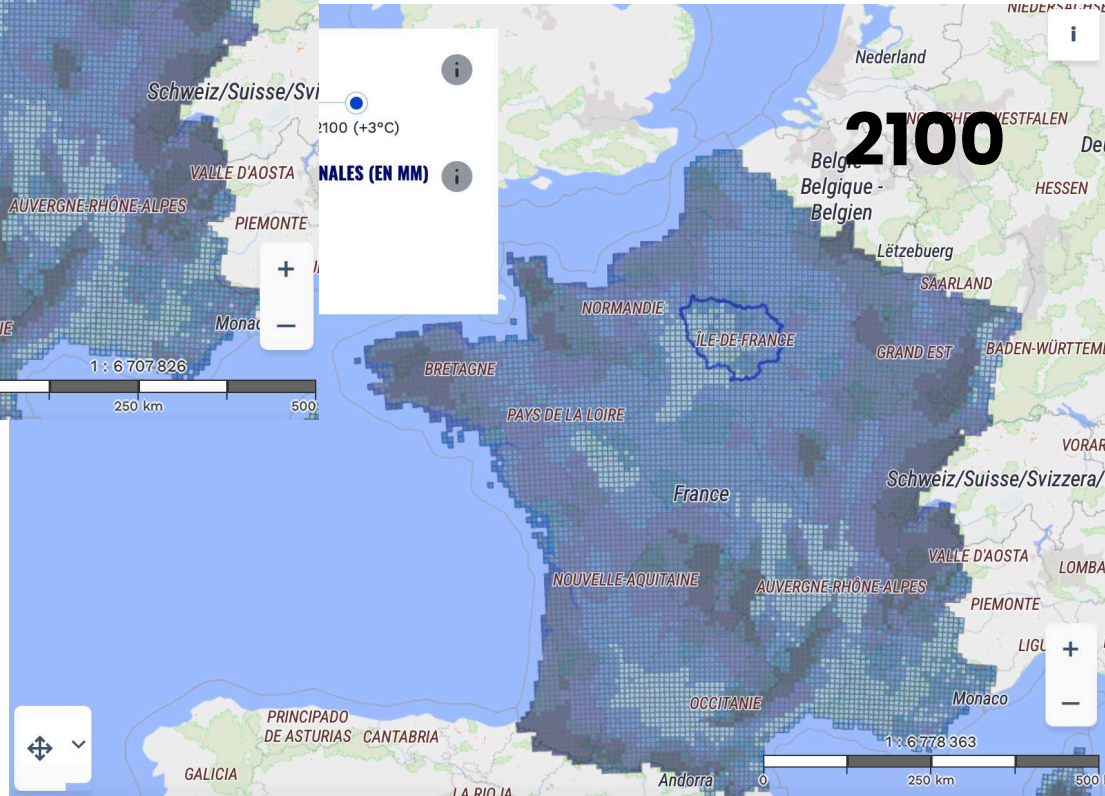 Schweiz/Suisse/Svi
VALLE D'AOSTA
AUVERGNE-RHÔNE-ALPES
PIEMONTE
IE
Monac
+
−
1 : 6 707 826
250 km
500
i
2100 (+3°C)
NALES (EN MM)
i
i
NIEDERSACHSE
Nederland
2100
WESTFALEN
De
België -
Belgique -
Belgien
HESSEN
Lëtzebuerg
SAARLAND
NORMANDIE
ÎLE-DE-FRANCE
GRAND EST
BADEN-WÜRTTEM
BRETAGNE
PAYS DE LA LOIRE
VORAR
Schweiz/Suisse/Svizzera/
France
VALLE D'AOSTA
LOMBA
NOUVELLE-AQUITAINE
AUVERGNE-RHÔNE-ALPES
PIEMONTE
LIGU
+
−
OCCITANIE
Monaco
PRINCIPADO
DE ASTURIAS
CANTABRIA
1 : 6 778 363
GALICIA
Andorra
0
250 km
500
LA RIOJA